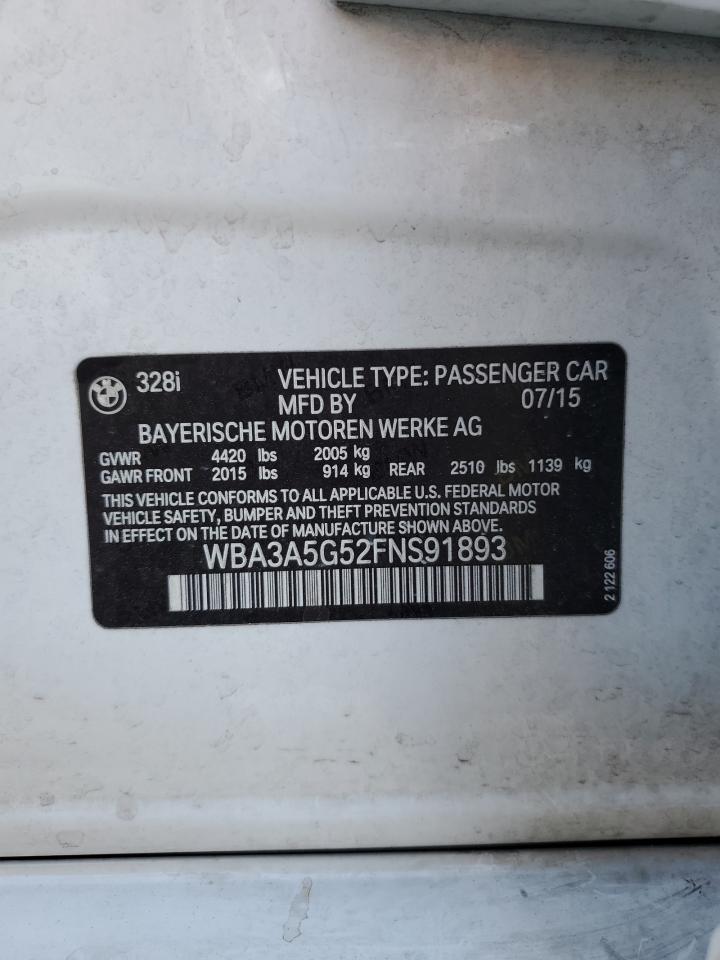 328i VEHICLE TYPE: PASSENGER CAR
MFD BY 07/15
BAYERISCHE MOTOREN WERKE AG
GVWR 4420 lbs 2005 kg
GAWR FRONT 2015 lbs 914 kg REAR 2510 lbs 1139 kg
THIS VEHICLE CONFORMS TO ALL APPLICABLE U.S. FEDERAL MOTOR
VEHICLE SAFETY, BUMPER AND THEFT PREVENTION STANDARDS
IN EFFECT ON THE DATE OF MANUFACTURE SHOWN ABOVE.
WBA3A5G52FNS91893
2 122 606